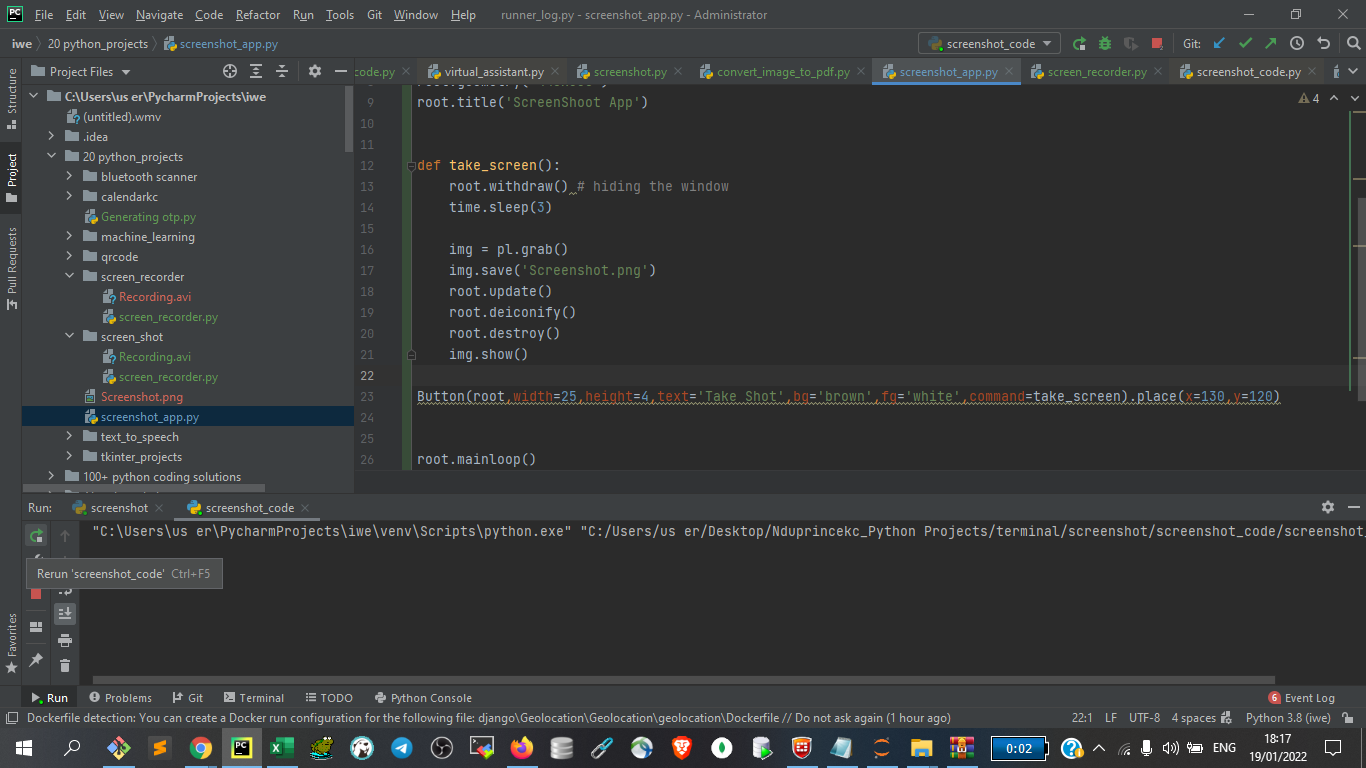 File Edit View Navigate Code Refactor Run Tools Git Window Help runner_log.py - screenshot_app.py - Administrator
iwe 20 python_projects screenshot_app.py screenshot_code Git:
Project Files code.py virtual_assistant.py screenshot.py convert_image_to_pdf.py screenshot_app.py screen_recorder.py screenshot_code.py
Structure
Project
Pull Requests
Favorites
C:\Users\us er\PycharmProjects\iwe
(untitled).wmv
.idea
20 python_projects
bluetooth scanner
calendarkc
Generating otp.py
machine_learning
qrcode
screen_recorder
Recording.avi
screen_recorder.py
screen_shot
Recording.avi
screen_recorder.py
Screenshot.png
screenshot_app.py
text_to_speech
tkinter_projects
100+ python coding solutions
4
9 root.title('ScreenShoot App')
10
11
12 def take_screen():
13 root.withdraw() # hiding the window
14 time.sleep(3)
15
16 img = pl.grab()
17 img.save('Screenshot.png')
18 root.update()
19 root.deiconify()
20 root.destroy()
21 img.show()
22
23 Button(root,width=25,height=4,text='Take Shot',bg='brown',fg='white',command=take_screen).place(x=130,y=120)
24
25
26 root.mainloop()
Run: screenshot screenshot_code
"C:\Users\us er\PycharmProjects\iwe\venv\Scripts\python.exe" "C:/Users/us er/Desktop/Nduprincekc_Python Projects/terminal/screenshot/screenshot_code/screenshot_
Rerun 'screenshot_code' Ctrl+F5
Run Problems Git Terminal TODO Python Console 6 Event Log
Dockerfile detection: You can create a Docker run configuration for the following file: django\Geolocation\Geolocation\geolocation\Dockerfile // Do not ask again (1 hour ago) 22:1 LF UTF-8 4 spaces Python 3.8 (iwe)
0:02 ENG 18:17
19/01/2022